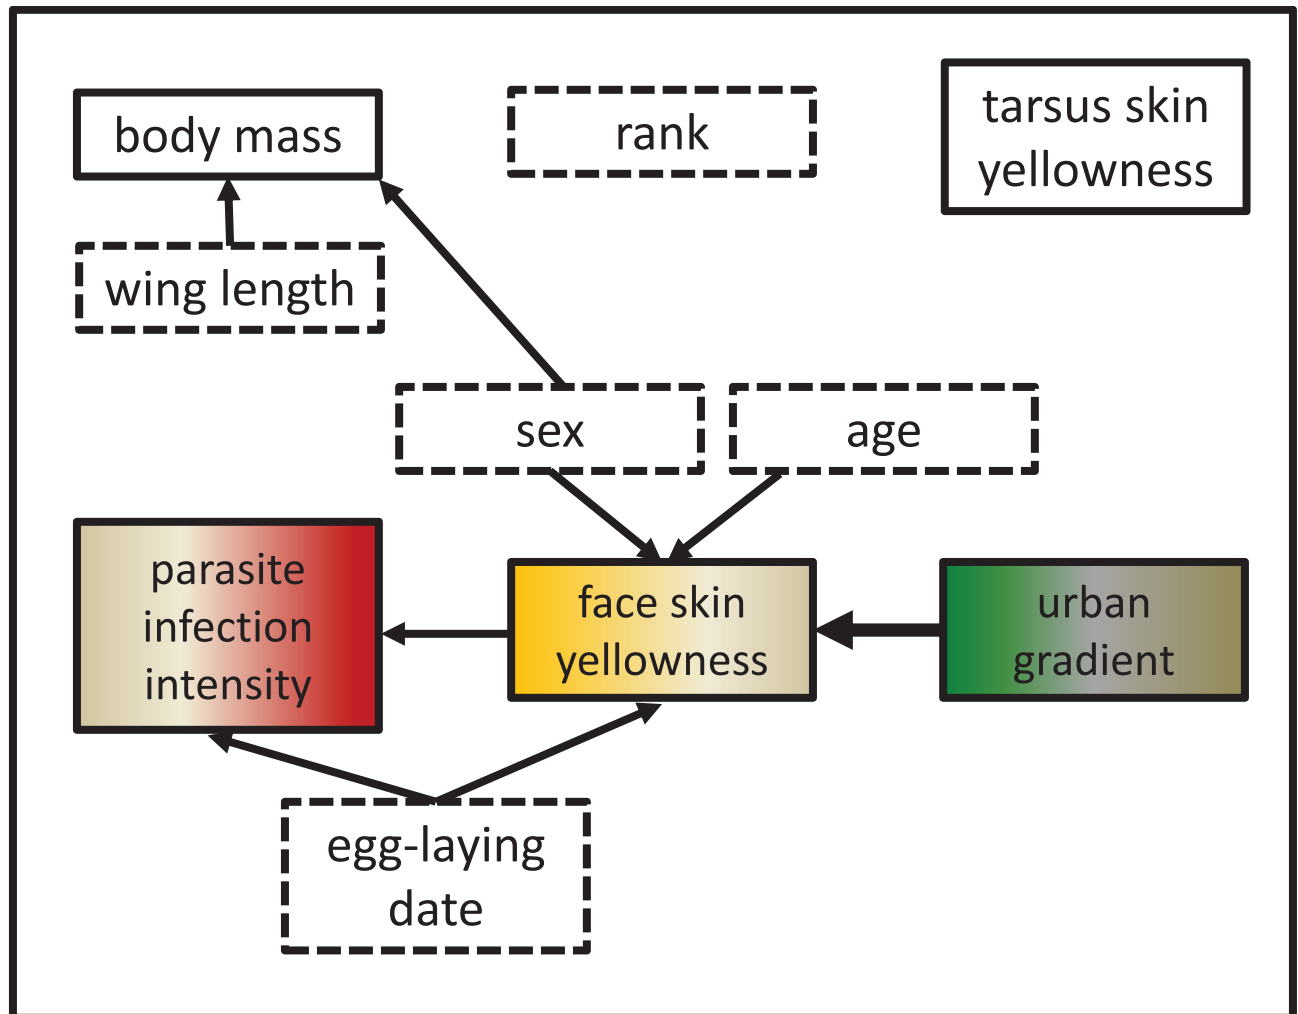 body mass
rank
tarsus skin
yellowness
wing length
sex
age
parasite
infection
intensity
face skin
yellowness
urban
gradient
egg-laying
date